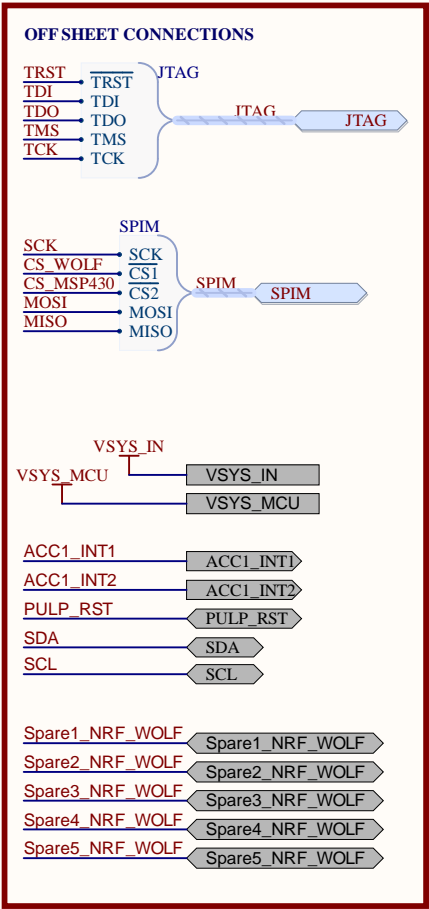 OFF SHEET CONNECTIONS
TRST TRST JTAG
TDI TDI
TDO TDO JTAG JTAG
TMS TMS
TCK TCK
SPIM
SCK SCK
CS_WOLF CS1
CS_MSP430 CS2 SPIM SPIM
MOSI MOSI
MISO MISO
VSYS_IN
VSYS_MCU VSYS_IN
VSYS_MCU
ACC1_INT1 ACC1_INT1
ACC1_INT2 ACC1_INT2
PULP_RST PULP_RST
SDA SDA
SCL SCL
Spare1_NRF_WOLF Spare1_NRF_WOLF
Spare2_NRF_WOLF Spare2_NRF_WOLF
Spare3_NRF_WOLF Spare3_NRF_WOLF
Spare4_NRF_WOLF Spare4_NRF_WOLF
Spare5_NRF_WOLF Spare5_NRF_WOLF